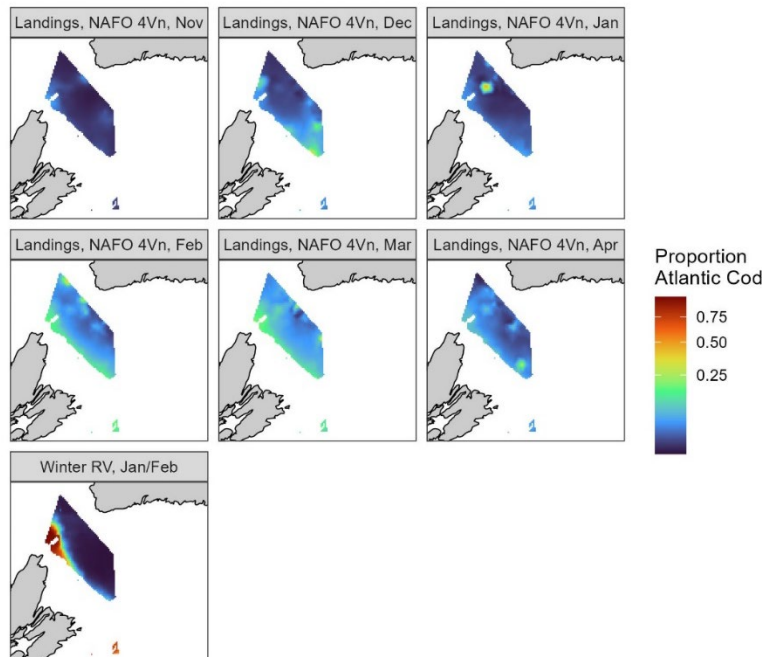 Landings, NAFO 4Vn, Nov
Landings, NAFO 4Vn, Dec
Landings, NAFO 4Vn, Jan
Landings, NAFO 4Vn, Feb
Landings, NAFO 4Vn, Mar
Landings, NAFO 4Vn, Apr
Winter RV, Jan/Feb
Proportion
Atlantic Cod
0.75
0.50
0.25